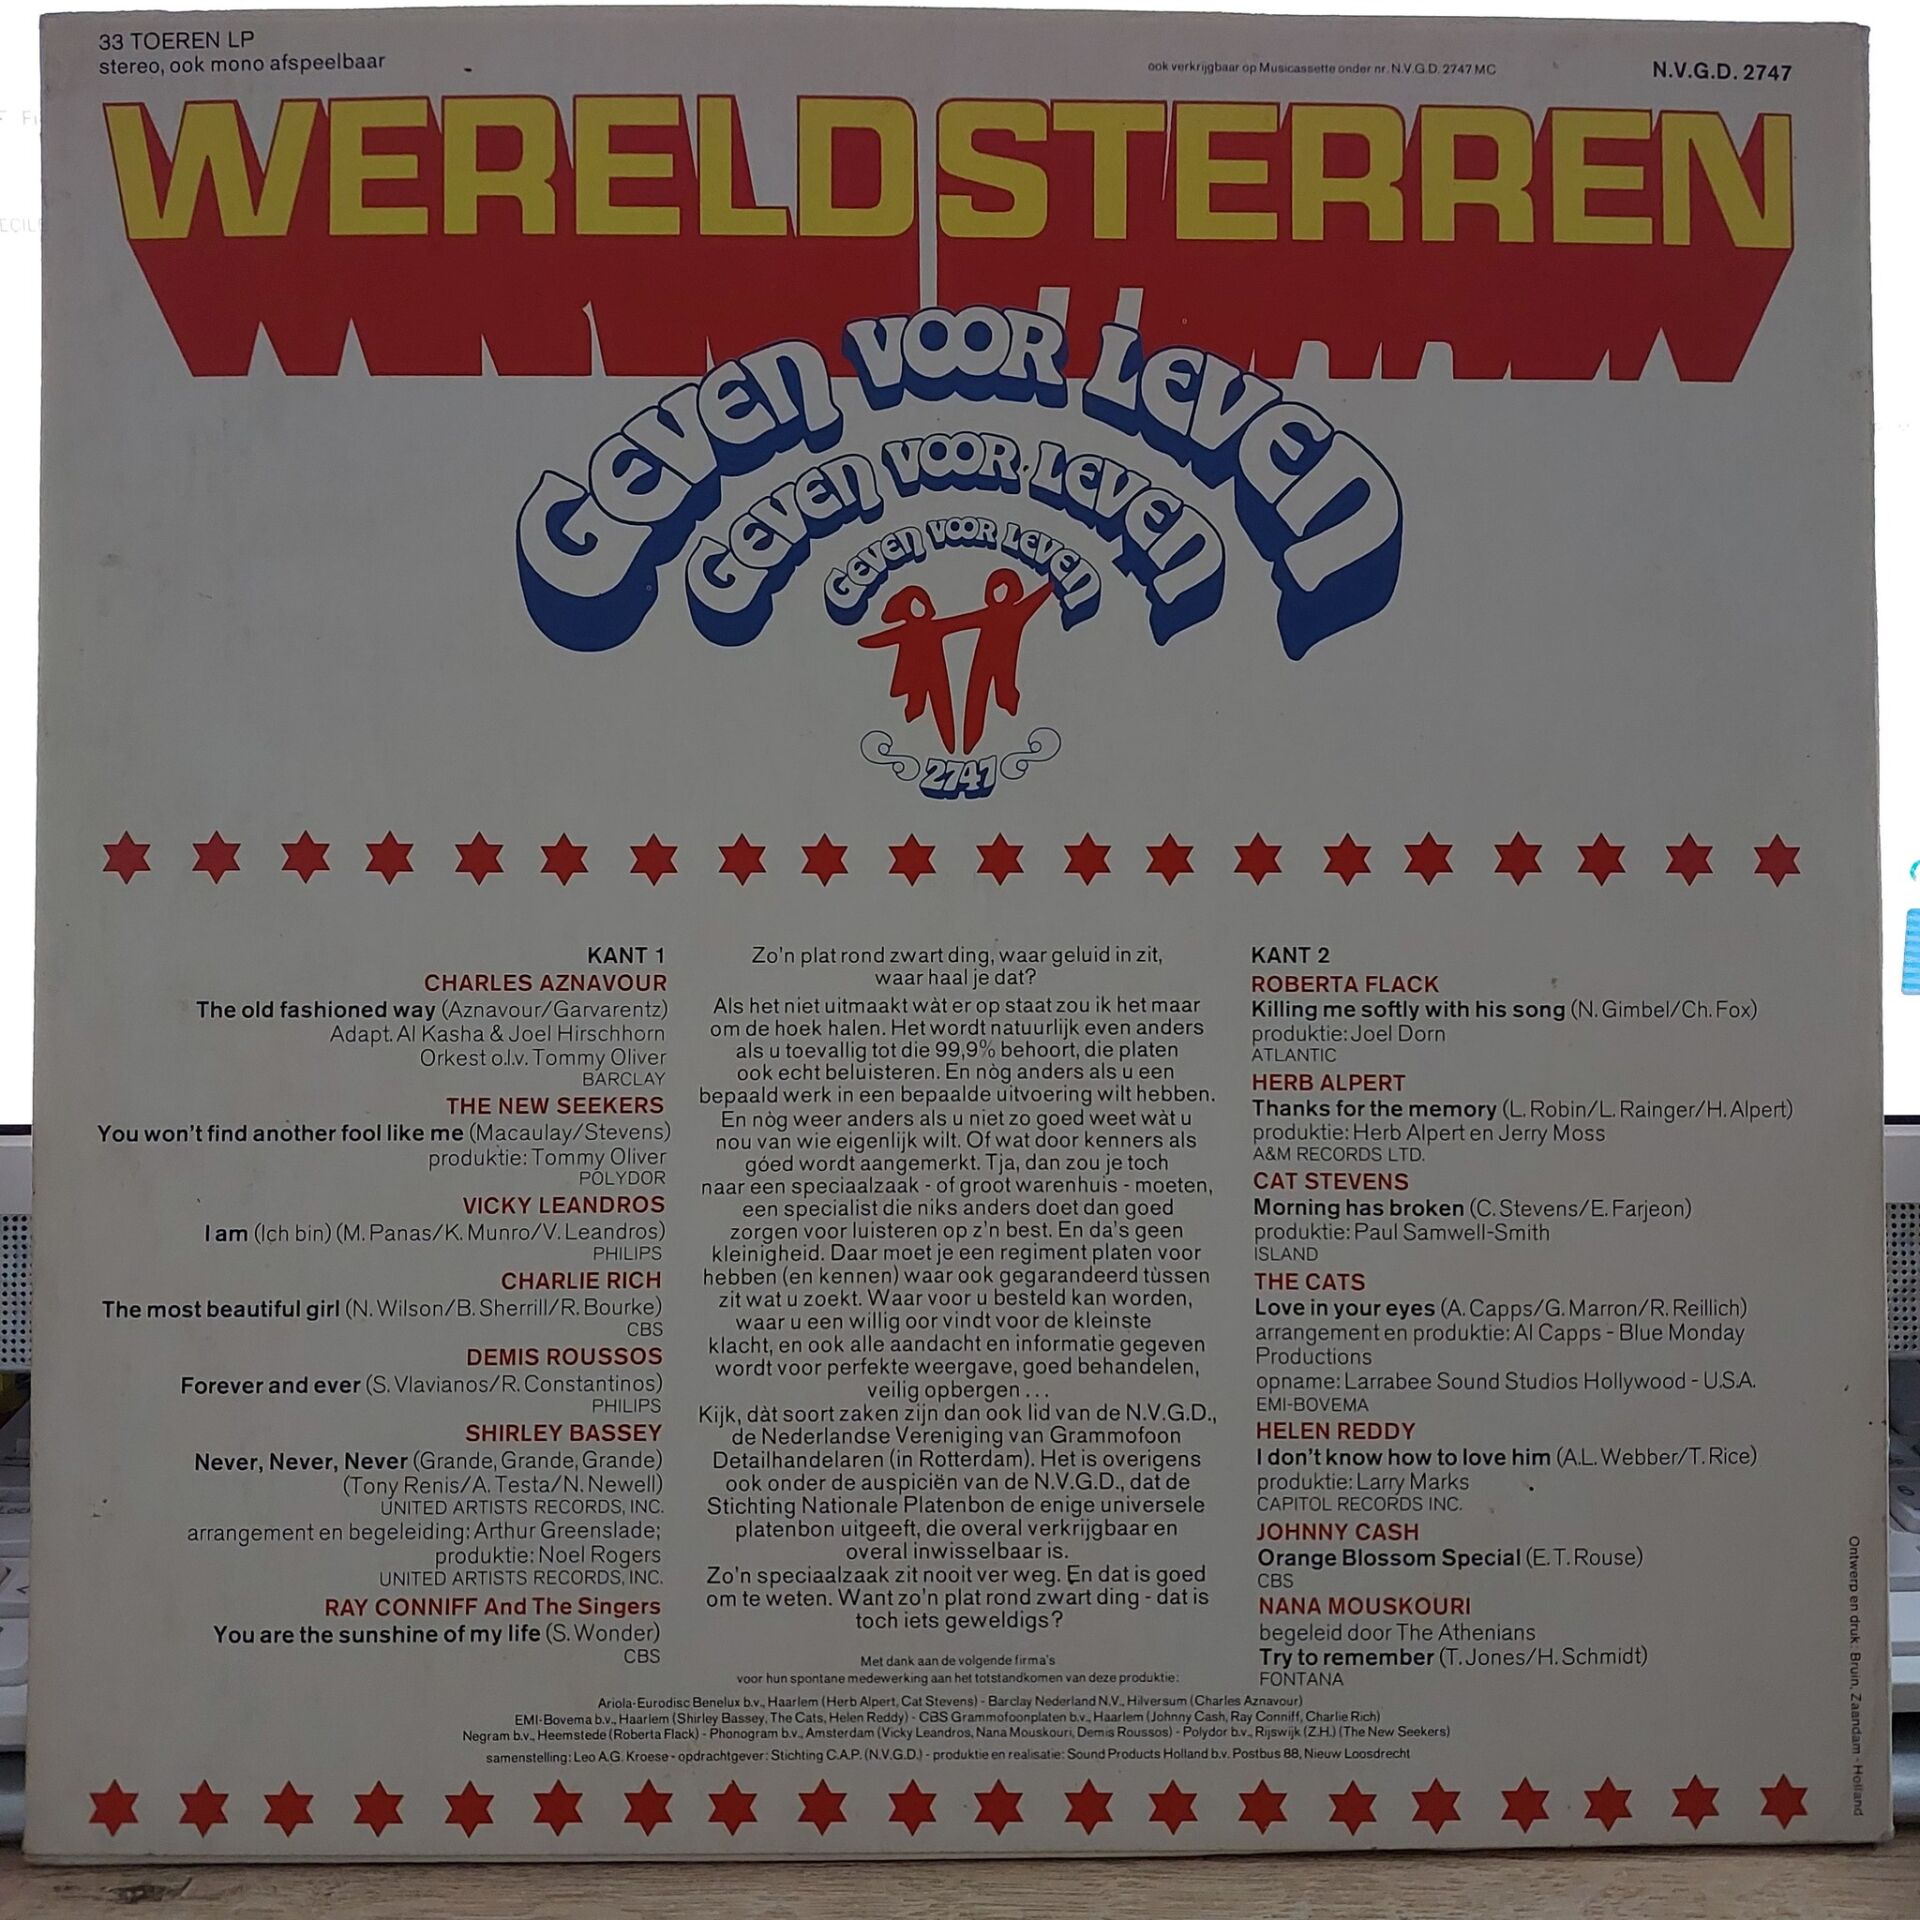 33 TOEREN LP
stereo, ook mono afspeelbaar
ook verkrijgbaar op Musicassette onder nr. N.V.G.D. 2747 MC
N.V.G.D. 2747
WERELDSTERREN
GEVEN VOOR LEVEN
GEVEN VOOR LEVEN
GEVEN VOOR LEVEN
2747
KANT 1
CHARLES AZNAVOUR
The old fashioned way (Aznavour/Garvarentz)
Adapt. Al Kasha & Joel Hirschhorn
Orkest o.l.v. Tommy Oliver
BARCLAY
THE NEW SEEKERS
You won't find another fool like me (Macaulay/Stevens)
produktie: Tommy Oliver
POLYDOR
VICKY LEANDROS
I am (Ich bin) (M. Panas/K. Munro/V. Leandros)
PHILIPS
CHARLIE RICH
The most beautiful girl (N. Wilson/B. Sherrill/R. Bourke)
CBS
DEMIS ROUSSOS
Forever and ever (S. Vlavianos/R. Constantinos)
PHILIPS
SHIRLEY BASSEY
Never, Never, Never (Grande, Grande, Grande)
(Tony Renis/A. Testa/N. Newell)
UNITED ARTISTS RECORDS, INC.
arrangement en begeleiding: Arthur Greenslade;
produktie: Noel Rogers
UNITED ARTISTS RECORDS, INC.
RAY CONNIFF And The Singers
You are the sunshine of my life (S. Wonder)
CBS
Zo'n plat rond zwart ding, waar geluid in zit,
waar haal je dat?
Als het niet uitmaakt wàt er op staat zou ik het maar
om de hoek halen. Het wordt natuurlijk even anders
als u toevallig tot die 99,9% behoort, die platen
ook echt beluisteren. En nòg anders als u een
bepaald werk in een bepaalde uitvoering wilt hebben.
En nòg weer anders als u niet zo goed weet wàt u
nou van wie eigenlijk wilt. Of wat door kenners als
góed wordt aangemerkt. Tja, dan zou je toch
naar een speciaalzaak - of groot warenhuis - moeten,
een specialist die niks anders doet dan goed
zorgen voor luisteren op z'n best. En da's geen
kleinigheid. Daar moet je een regiment platen voor
hebben (en kennen) waar ook gegarandeerd tùssen
zit wat u zoekt. Waar voor u besteld kan worden,
waar u een willig oor vindt voor de kleinste
klacht, en ook alle aandacht en informatie gegeven
wordt voor perfekte weergave, goed behandelen,
veilig opbergen ...
Kijk, dàt soort zaken zijn dan ook lid van de N.V.G.D.,
de Nederlandse Vereniging van Grammofoon
Detailhandelaren (in Rotterdam). Het is overigens
ook onder de auspiciën van de N.V.G.D., dat de
Stichting Nationale Platenbon de enige universele
platenbon uitgeeft, die overal verkrijgbaar en
overal inwisselbaar is.
Zo'n speciaalzaak zit nooit ver weg. En dat is goed
om te weten. Want zo'n plat rond zwart ding - dat is
toch iets geweldigs?
KANT 2
ROBERTA FLACK
Killing me softly with his song (N. Gimbel/Ch. Fox)
produktie: Joel Dorn
ATLANTIC
HERB ALPERT
Thanks for the memory (L. Robin/L. Rainger/H. Alpert)
produktie: Herb Alpert en Jerry Moss
A&M RECORDS LTD.
CAT STEVENS
Morning has broken (C. Stevens/E. Farjeon)
produktie: Paul Samwell-Smith
ISLAND
THE CATS
Love in your eyes (A. Capps/G. Marron/R. Reillich)
arrangement en produktie: Al Capps - Blue Monday
Productions
opname: Larrabee Sound Studios Hollywood - U.S.A.
EMI-BOVEMA
HELEN REDDY
I don't know how to love him (A.L. Webber/T. Rice)
produktie: Larry Marks
CAPITOL RECORDS INC.
JOHNNY CASH
Orange Blossom Special (E.T. Rouse)
CBS
NANA MOUSKOURI
begeleid door The Athenians
Try to remember (T. Jones/H. Schmidt)
FONTANA
Met dank aan de volgende firma's
voor hun spontane medewerking aan het totstandkomen van deze produktie:
Ariola-Eurodisc Benelux b.v., Haarlem (Herb Alpert, Cat Stevens) - Barclay Nederland N.V., Hilversum (Charles Aznavour)
EMI-Bovema b.v., Haarlem (Shirley Bassey, The Cats, Helen Reddy) - CBS Grammofoonplaten b.v., Haarlem (Johnny Cash, Ray Conniff, Charlie Rich)
Negram b.v., Heemstede (Roberta Flack) - Phonogram b.v., Amsterdam (Vicky Leandros, Nana Mouskouri, Demis Roussos) - Polydor b.v., Rijswijk (Z.H.) (The New Seekers)
samenstelling: Leo A.G. Kroese - opdrachtgever: Stichting C.A.P. (N.V.G.D.) - produktie en realisatie: Sound Products Holland b.v. Postbus 88, Nieuw Loosdrecht
Ontwerp en druk: Bruin, Zaandam - Holland